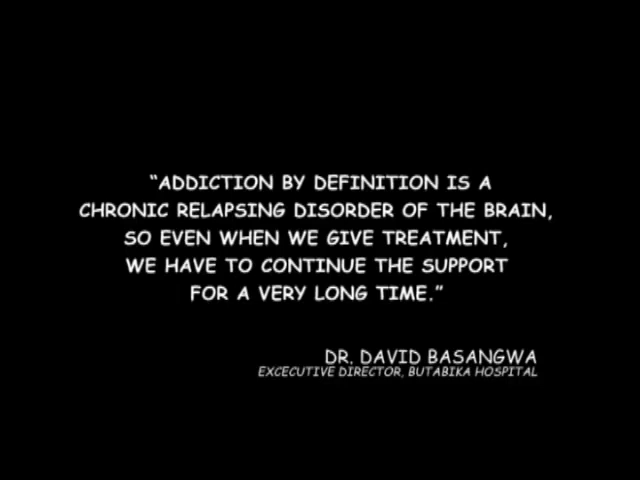 “ADDICTION BY DEFINITION IS A
CHRONIC RELAPSING DISORDER OF THE BRAIN,
SO EVEN WHEN WE GIVE TREATMENT,
WE HAVE TO CONTINUE THE SUPPORT
FOR A VERY LONG TIME.”
DR. DAVID BASANGWA
EXCECUTIVE DIRECTOR, BUTABIKA HOSPITAL